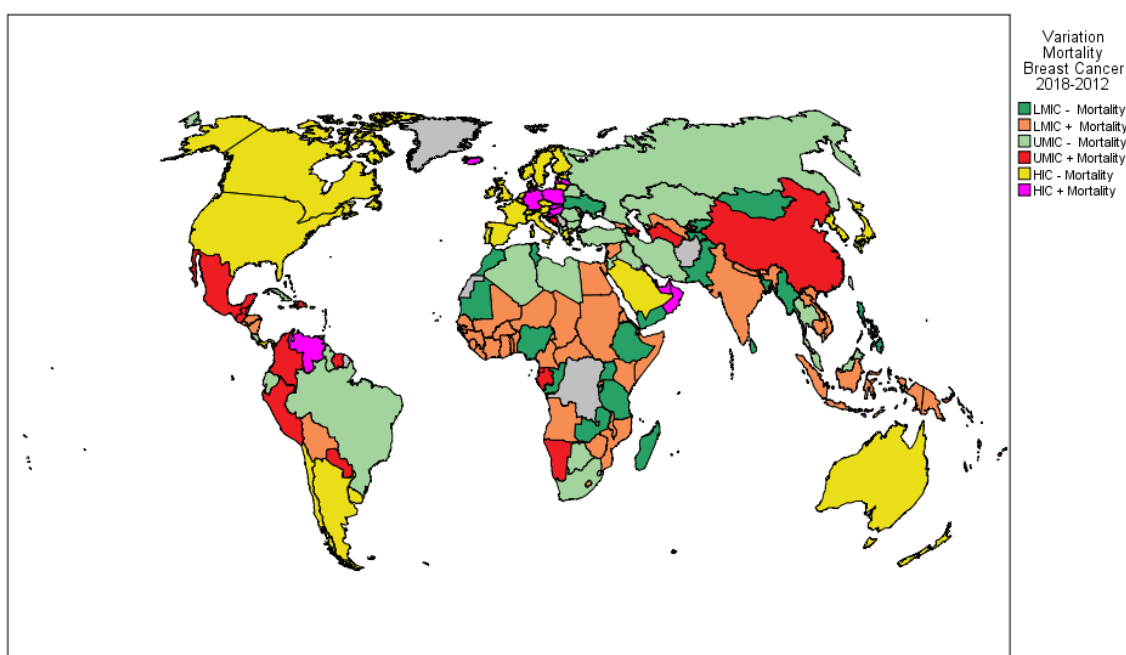 Variation
Mortality
Breast Cancer
2018-2012
LMIC - Mortality
LMIC + Mortality
UMIC - Mortality
UMIC + Mortality
HIC - Mortality
HIC + Mortality